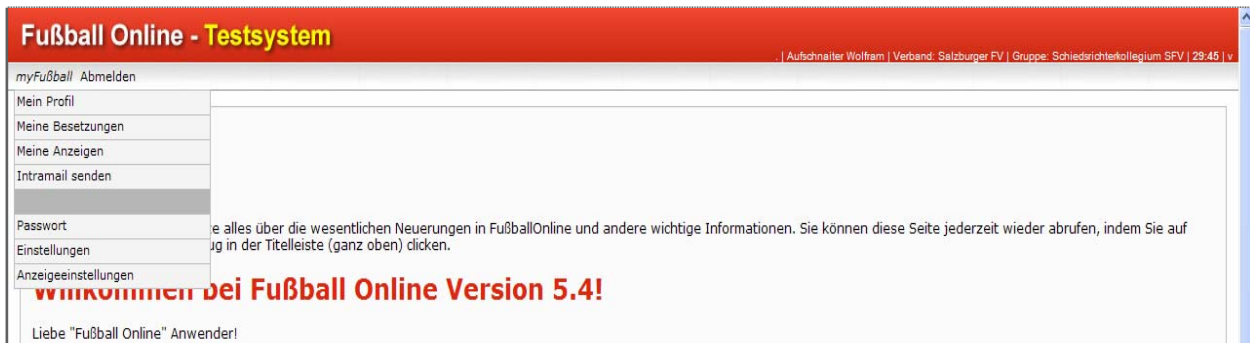 Fußball Online - Testsystem
. | Aufschnaiter Wolfram | Verband: Salzburger FV | Gruppe: Schiedsrichterkollegium SFV | 29:45 | v
myFußball Abmelden
Mein Profil
Meine Besetzungen
Meine Anzeigen
Intramail senden
Passwort
alles über die wesentlichen Neuerungen in FußballOnline und andere wichtige Informationen. Sie können diese Seite jederzeit wieder abrufen, indem Sie auf
Einstellungen
in der Titelleiste (ganz oben) clicken.
Anzeigeeinstellungen
Willkommen bei Fußball Online Version 5.4!
Liebe "Fußball Online" Anwender!